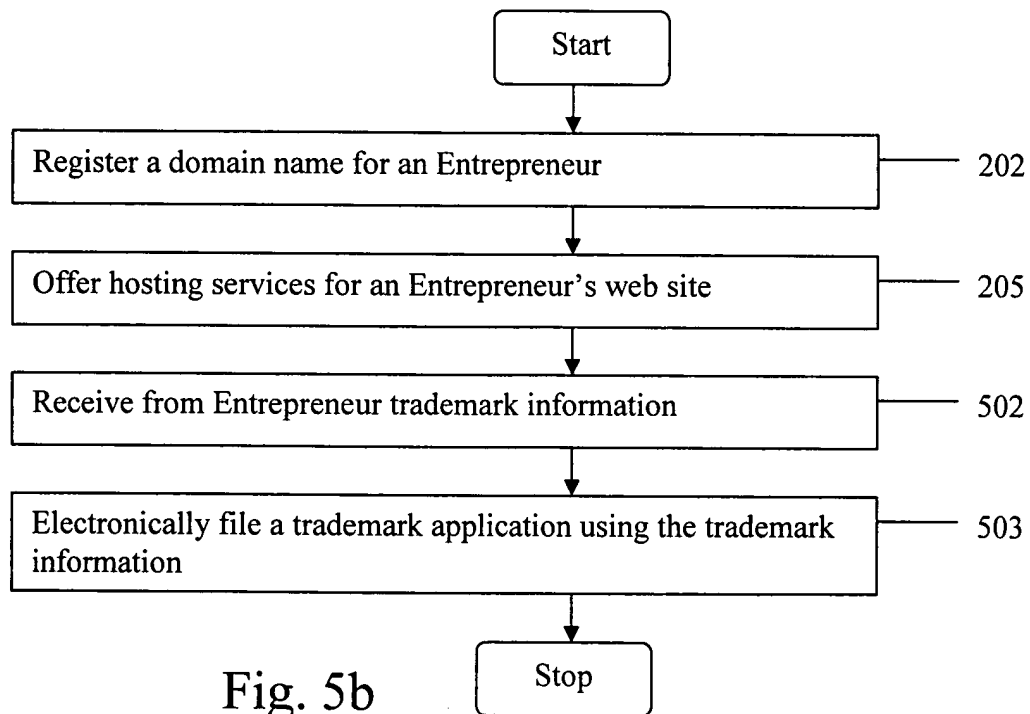 Start
Register a domain name for an Entrepreneur
202
Offer hosting services for an Entrepreneur's web site
205
Receive from Entrepreneur trademark information
502
Electronically file a trademark application using the trademark
information
503
Stop
Fig. 5b